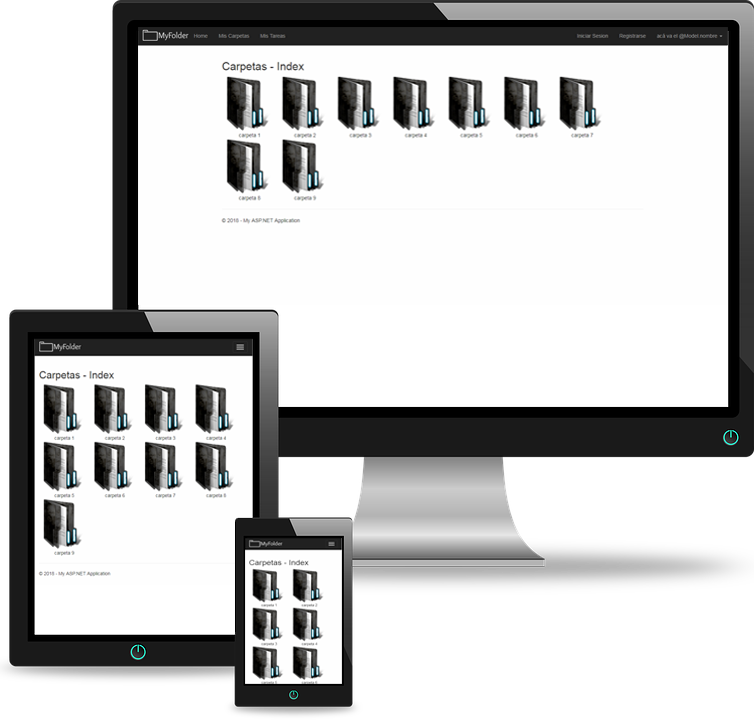 MyFolder Home Mis Carpetas Mis Tareas Iniciar Sesion Registrarse acá va el @Model.nombre
Carpetas - Index
carpeta 1 carpeta 2 carpeta 3 carpeta 4 carpeta 5 carpeta 6 carpeta 7
carpeta 8 carpeta 9
© 2016 - My ASP.NET Application
MyFolder
Carpetas - Index
carpeta 1 carpeta 2 carpeta 3 carpeta 4
carpeta 5 carpeta 6 carpeta 7 carpeta 8
carpeta 9
© 2016 - My ASP.NET Application
MyFolder
Carpetas - Index
carpeta 1 carpeta 2
carpeta 3 carpeta 4
carpeta 5 carpeta 6